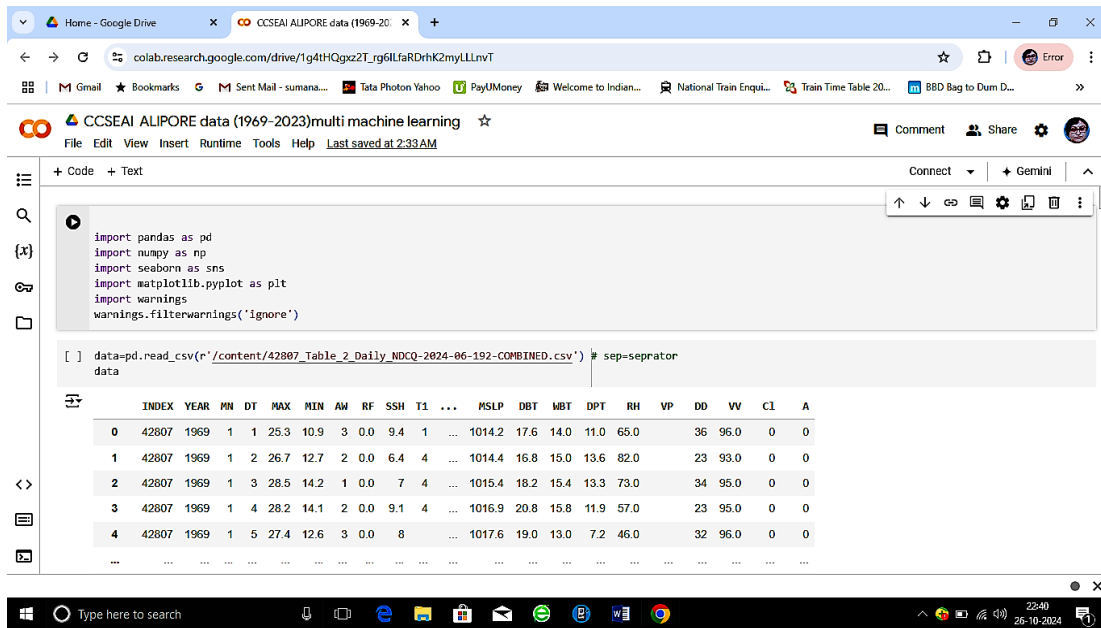 Home - Google Drive
CCSEAI ALIPORE data (1969-20
colab.research.google.com/drive/1g4tHQgxz2T_rg6ILfaRDrhK2myLLLnvT
Error
Gmail Bookmarks Sent Mail - sumana.... Tata Photon Yahoo PayUMoney Welcome to Indian... National Train Enqui... Train Time Table 20... BBD Bag to Dum D... »
CO CCSEAI ALIPORE data (1969-2023)multi machine learning
Comment Share
File Edit View Insert Runtime Tools Help Last saved at 2:33 AM
+ Code + Text Connect Gemini
import pandas as pd
import numpy as np
import seaborn as sns
import matplotlib.pyplot as plt
import warnings
warnings.filterwarnings('ignore')
[ ] data=pd.read_csv(r'/content/42807_Table_2_Daily_NDCQ-2024-06-192-COMBINED.csv') # sep=seprator
data
INDEX YEAR MN DT MAX MIN AW RF SSH T1 ... MSLP DBT WBT DPT RH VP DD VV Cl A
0 42807 1969 1 1 25.3 10.9 3 0.0 9.4 1 ... 1014.2 17.6 14.0 11.0 65.0 36 96.0 0 0
1 42807 1969 1 2 26.7 12.7 2 0.0 6.4 4 ... 1014.4 16.8 15.0 13.6 82.0 23 93.0 0 0
2 42807 1969 1 3 28.5 14.2 1 0.0 7 4 ... 1015.4 18.2 15.4 13.3 73.0 34 95.0 0 0
3 42807 1969 1 4 28.2 14.1 2 0.0 9.1 4 ... 1016.9 20.8 15.8 11.9 57.0 23 95.0 0 0
4 42807 1969 1 5 27.4 12.6 3 0.0 8 ... 1017.6 19.0 13.0 7.2 46.0 32 96.0 0 0
... ... ... ... ... ... ... ... ... ... ... ... ... ... ... ... ... ... ... ... ...
Type here to search
22:40
26-10-2024